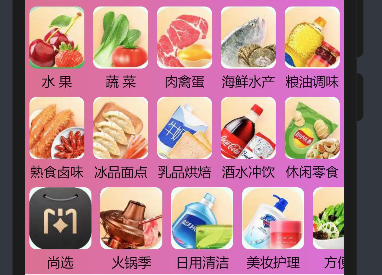 水果 蔬菜 肉禽蛋 海鲜水产 粮油调味
熟食卤味 冰品面点 乳品烘焙 酒水冲饮 休闲零食
尚选 火锅季 日用清洁 美妆护理 方便